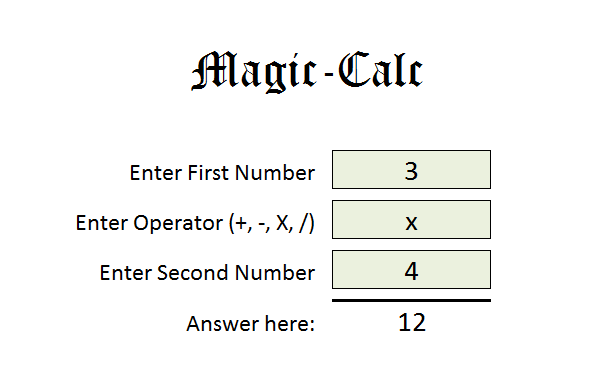 Magic-Calc
Enter First Number 3
Enter Operator (+, -, X, /) x
Enter Second Number 4
Answer here: 12